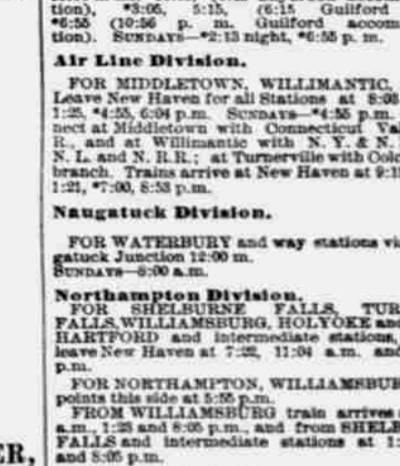 tion), *3:05, 5:15, (6:15 Guilford
*6:55 (10:56 p. m. Guilford accom
tion). SUNDAYS—*2:13 night, *6:55 p. m.
Air Line Division.
FOR MIDDLETOWN, WILLIMANTIC,
Leave New Haven for all Stations at 8:03
1:25, *4:55, 6:04 p.m. SUNDAYS—*4:55 p.m.
nect at Middletown with Connecticut Val
R., and at Willimantic with N. Y. & N.
N. L. and N. R.R.; at Turnerville with Colc
branch. Trains arrive at New Haven at
1:21, *7:00, 8:53 p.m.
Naugatuck Division.
FOR WATERBURY and way stations vi
gatuck Junction 12:00 m.
SUNDAYS—8:00 a.m.
Northampton Division.
FOR SHELBURNE FALLS, TUR
FALLS, WILLIAMSBURG, HOLYOKE and
HARTFORD and intermediate stations,
leave New Haven at 7:22, 11:04 a.m. and
p.m.
FOR NORTHAMPTON, WILLIAMSBUR
points this side at 5:55 p.m.
FROM WILLIAMSBURG train arrives
a.m., 1:23 and 8:05 p.m., and from SHELB
FALLS and intermediate stations at 1:
and 8:05 p.m.
ER,